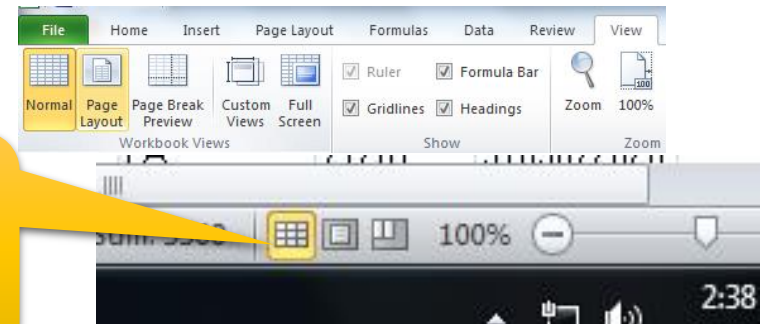 File Home Insert Page Layout Formulas Data Review View
Normal Page Layout Page Break Preview Custom Views Full Screen Ruler Formula Bar Zoom 100%
Gridlines Headings
Workbook Views Show Zoom
100%
2:38